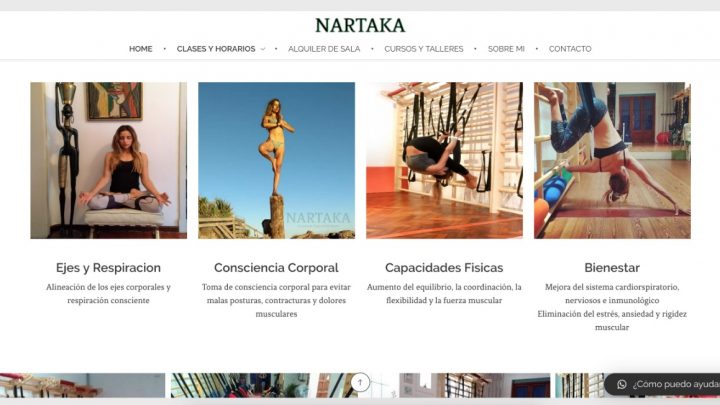 NARTAKA
HOME • CLASES Y HORARIOS • ALQUILER DE SALA • CURSOS Y TALLERES • SOBRE MI • CONTACTO
NARTAKA
Ejes y Respiracion
Alineación de los ejes corporales y
respiración consciente
Consciencia Corporal
Toma de consciencia corporal para evitar
malas posturas, contracturas y dolores
musculares
Capacidades Fisicas
Aumento del equilibrio, la coordinación, la
flexibilidad y la fuerza muscular
Bienestar
Mejora del sistema cardiorspiratorio,
nerviosos e inmunológico
Eliminación del estrés, ansiedad y rigidez
muscular
¿Cómo puedo ayudar